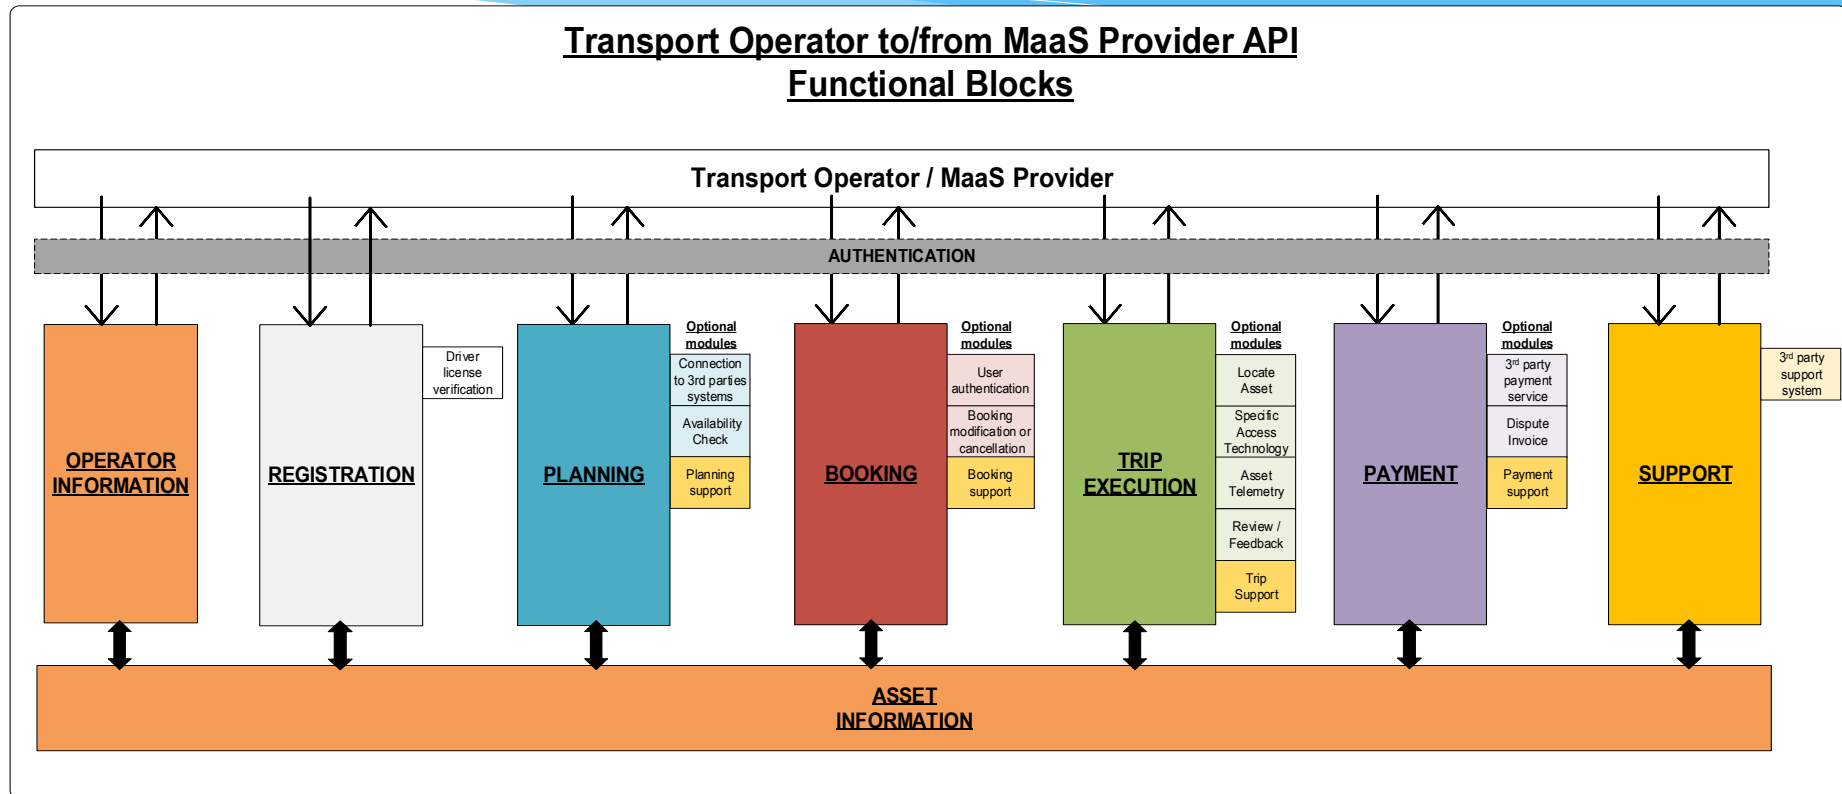 Transport Operator to/from MaaS Provider API
Functional Blocks
Transport Operator / MaaS Provider
AUTHENTICATION
OPERATOR
INFORMATION
REGISTRATION
Driver
license
verification
PLANNING
Optional
modules
Connection
to 3rd parties
systems
Availability
Check
Planning
support
BOOKING
Optional
modules
User
authentication
Booking
modification or
cancellation
Booking
support
TRIP
EXECUTION
Optional
modules
Locate
Asset
Specific
Access
Technology
Asset
Telemetry
Review /
Feedback
Trip
Support
PAYMENT
Optional
modules
3rd party
payment
service
Dispute
Invoice
Payment
support
SUPPORT
3rd party
support
system
ASSET
INFORMATION